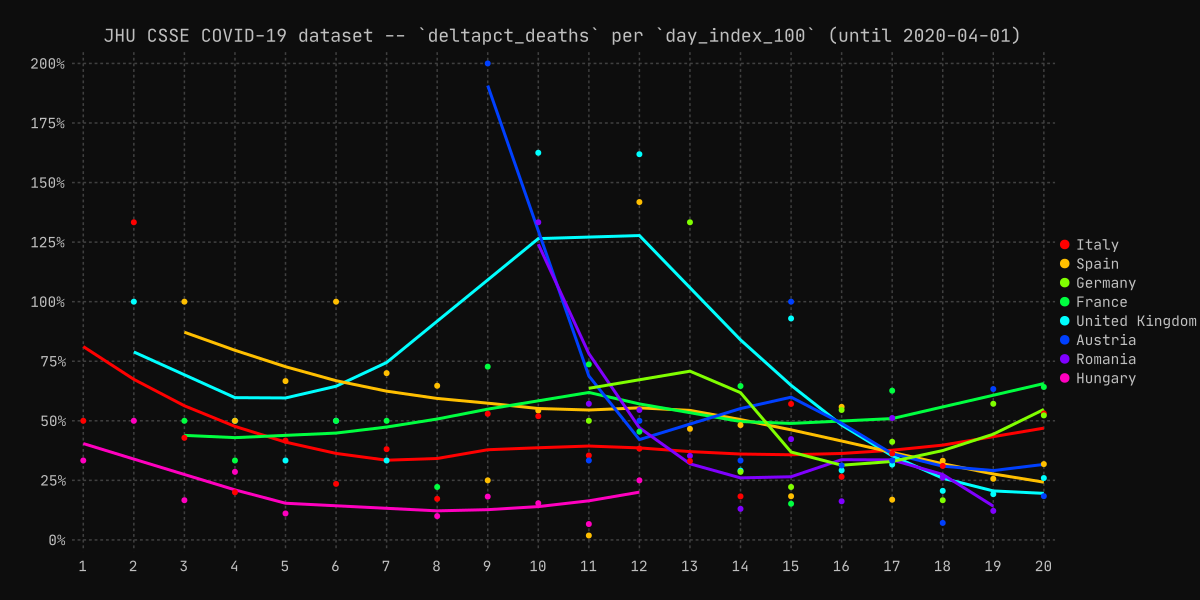 JHU CSSE COVID-19 dataset -- `deltapct_deaths` per `day_index_100` (until 2020-04-01)
200%
175%
150%
125%
100%
75%
50%
25%
0%
1 2 3 4 5 6 7 8 9 10 11 12 13 14 15 16 17 18 19 20
Italy
Spain
Germany
France
United Kingdom
Austria
Romania
Hungary